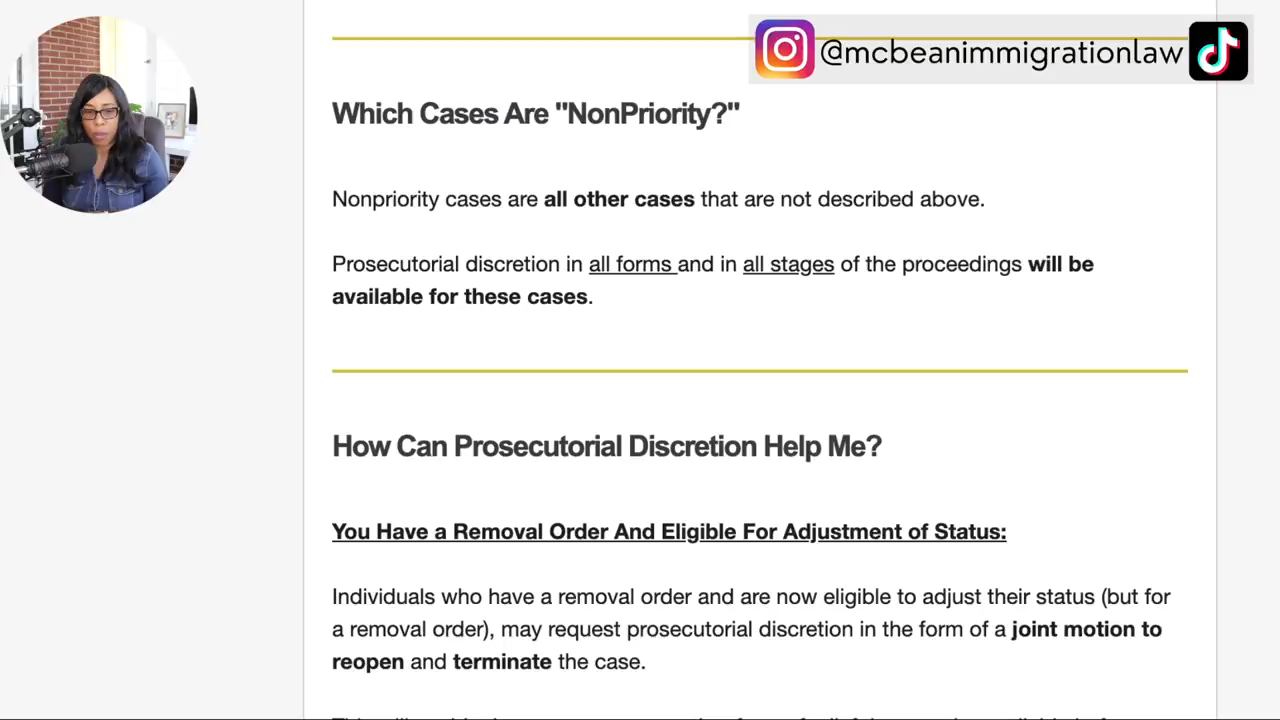 @mcbeanimmigrationlaw
Which Cases Are "NonPriority?"
Nonpriority cases are all other cases that are not described above.
Prosecutorial discretion in all forms and in all stages of the proceedings will be
available for these cases.
How Can Prosecutorial Discretion Help Me?
You Have a Removal Order And Eligible For Adjustment of Status:
Individuals who have a removal order and are now eligible to adjust their status (but for
a removal order), may request prosecutorial discretion in the form of a joint motion to
reopen and terminate the case.